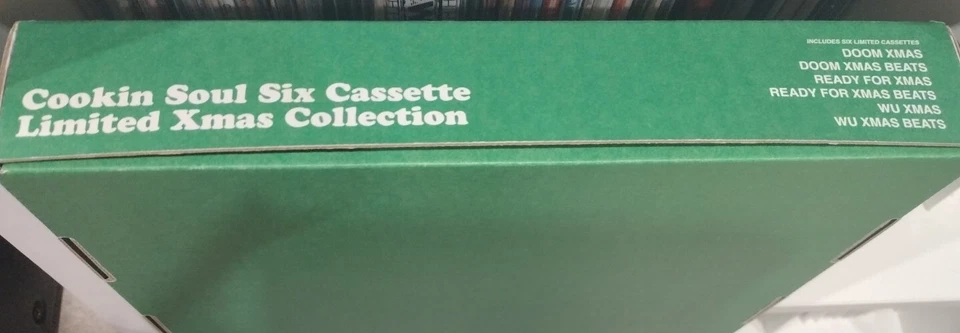 Cookin Soul Six Cassette
Limited Xmas Collection
INCLUDES SIX LIMITED CASSETTES
DOOM XMAS
DOOM XMAS BEATS
READY FOR XMAS
READY FOR XMAS BEATS
WU XMAS
WU XMAS BEATS